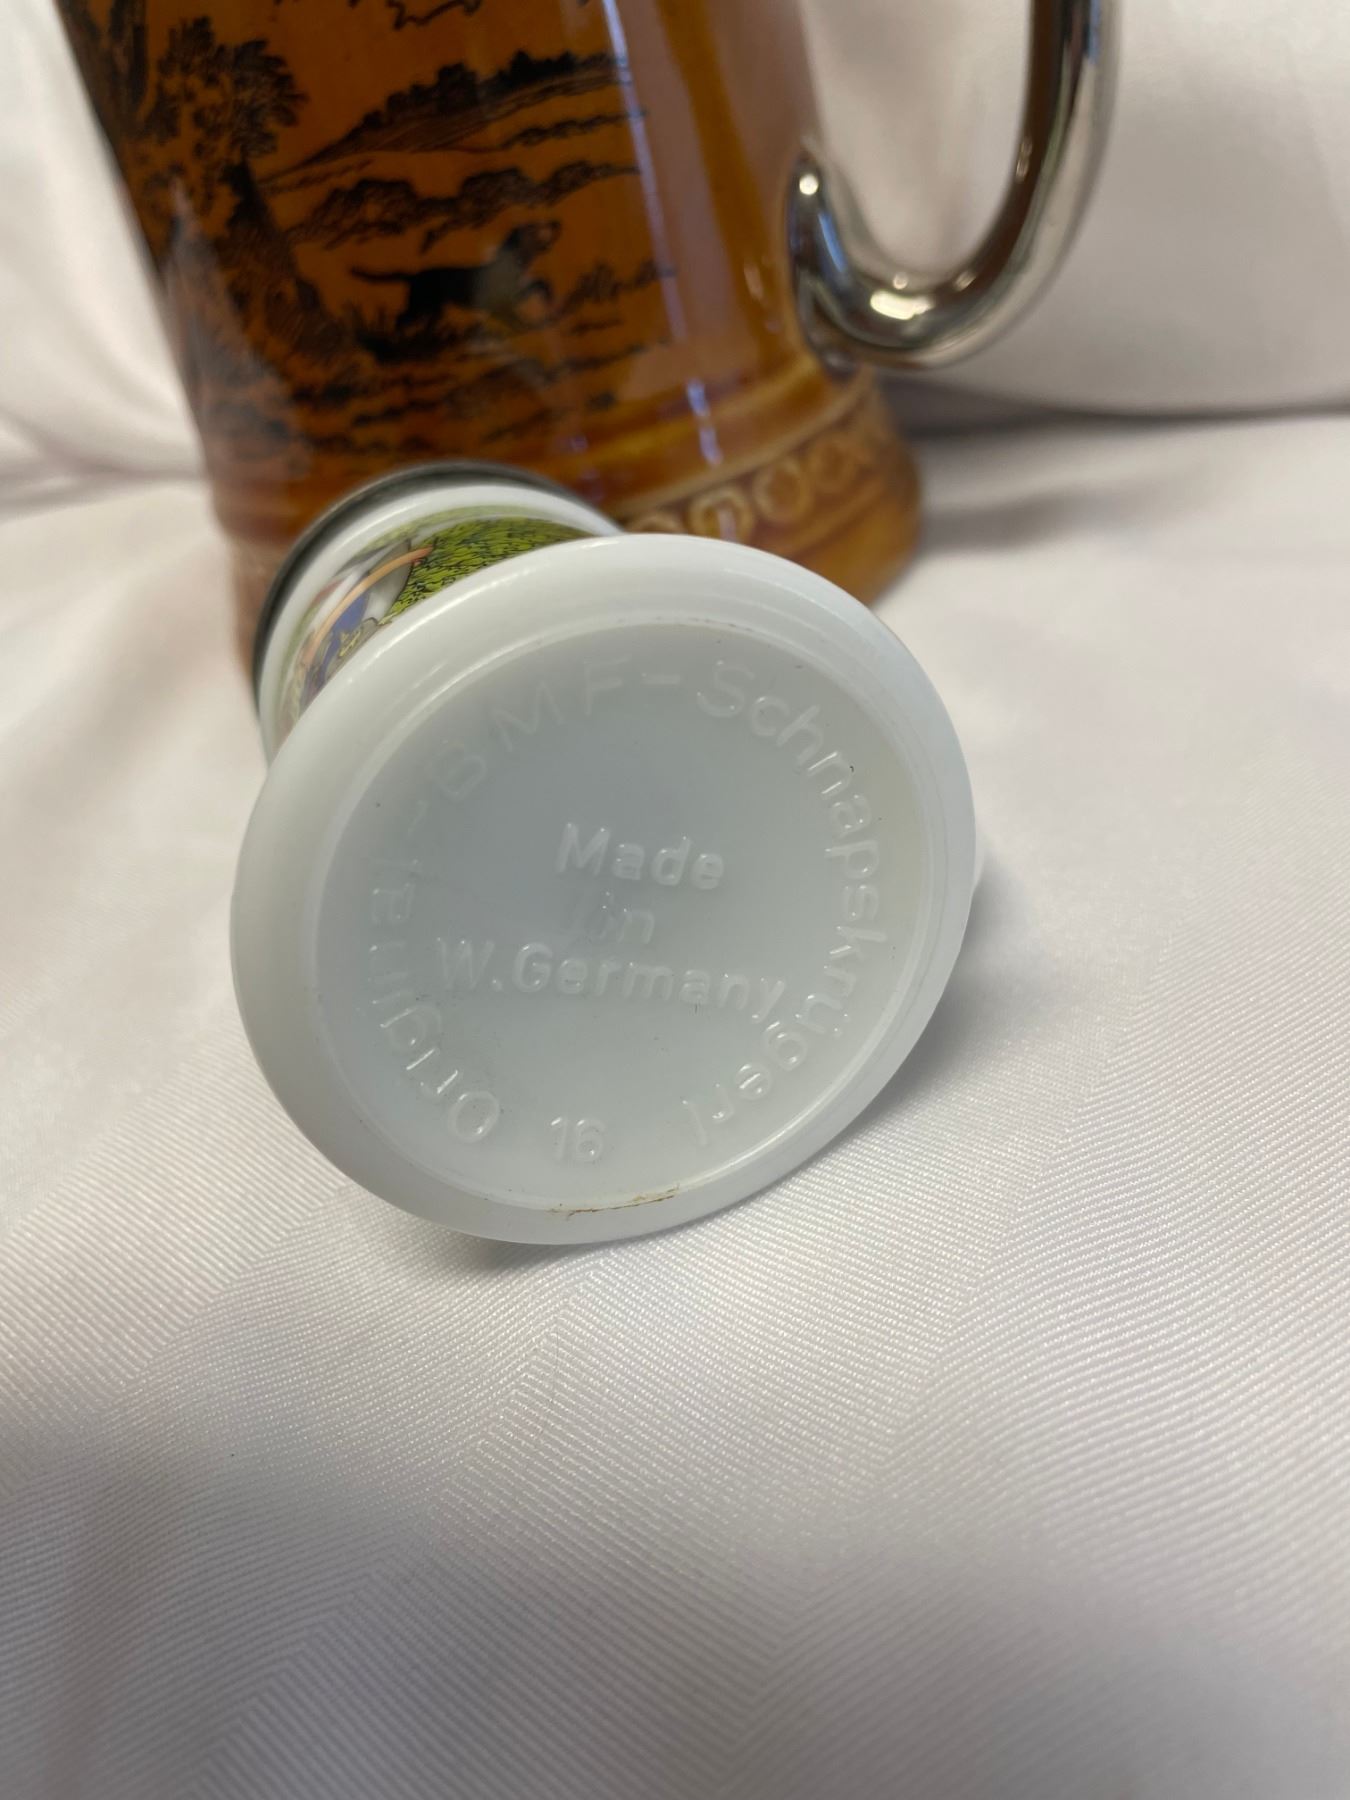 Original-BMF-Schnapskrügerl
Made
in
W.Germany
16